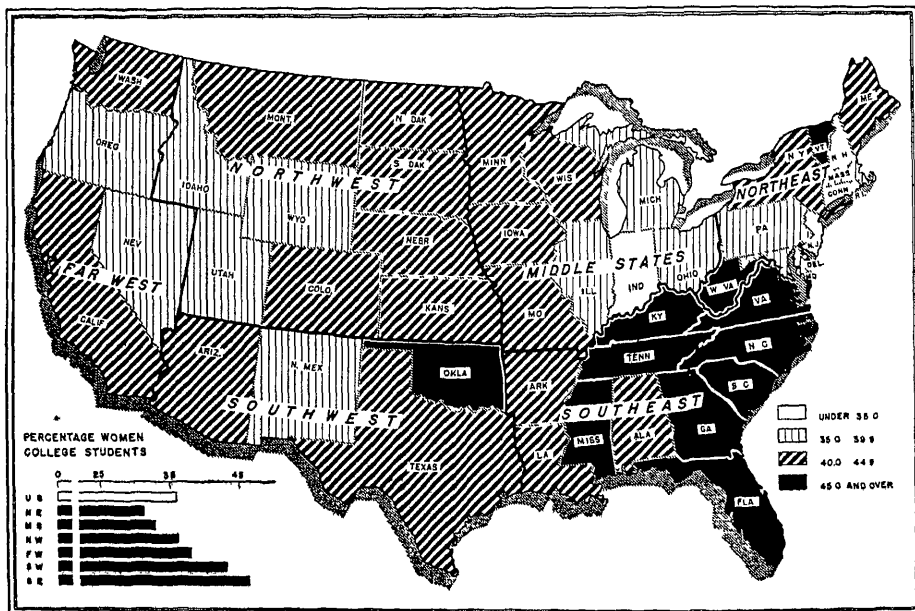 WASH
MONT.
N DAK
MINN
ME
OREG
IDAHO
S DAK
WIS
N Y
VT
N H
NORTHWEST
WYO
MICH
NORTHEAST
MASS
CONN
R I
NEV
UTAH
NEBR
IOWA
PA
FAR WEST
COLO.
KANS
MIDDLE STATES
ILL
IND
OHIO
W VA
DEL
MO
KY
VA
CALIF
ARIZ.
N. MEX
OKLA
ARK
TENN
N C
S C
SOUTHWEST
SOUTHEAST
TEXAS
LA
MISS
ALA
GA
FLA
UNDER 35 0
35.0 39 9
40.0 44 9
45.0 AND OVER
PERCENTAGE WOMEN
COLLEGE STUDENTS
0 25 35 45
U S
N E
M S
N W
F W
S W
S E